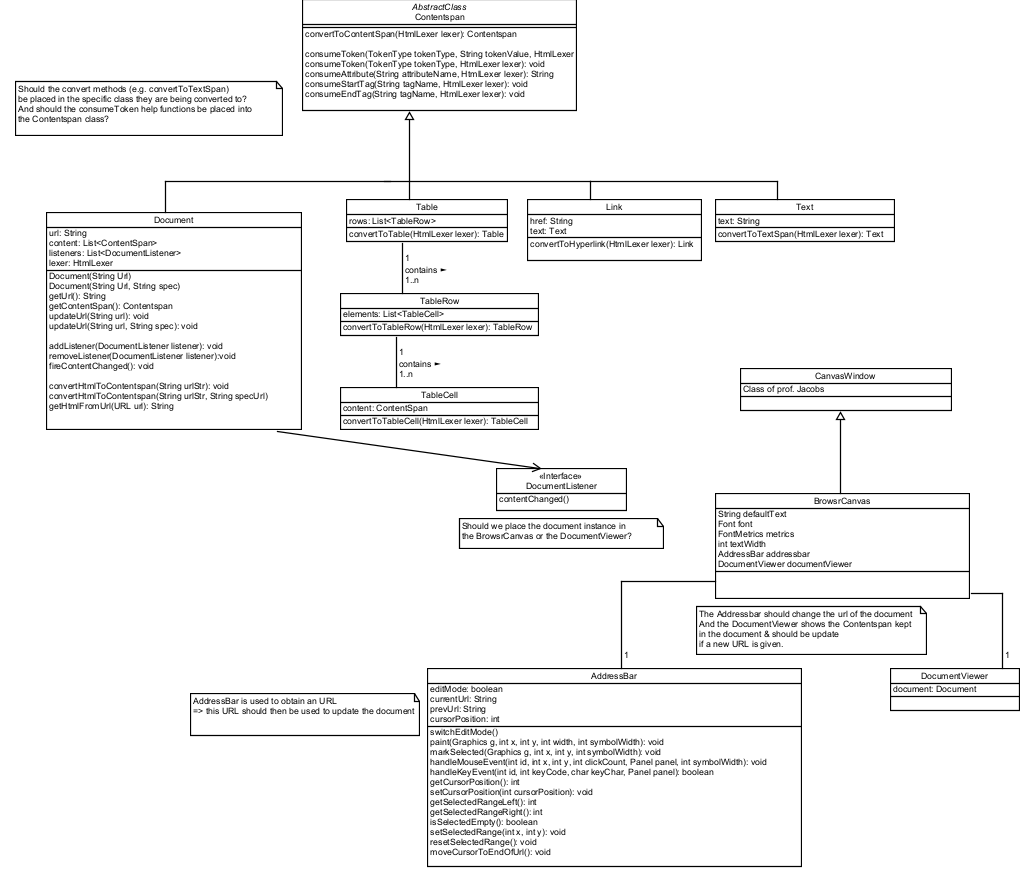 AbstractClass
Contentspan
convertToContentSpan(HtmlLexer lexer): Contentspan
consumeToken(TokenType tokenType, String tokenValue, HtmlLexer
consumeToken(TokenType tokenType, HtmlLexer lexer): void
consumeAttribute(String attributeName, HtmlLexer lexer): String
consumeStartTag(String tagName, HtmlLexer lexer): void
consumeEndTag(String tagName, HtmlLexer lexer): void
Should the convert methods (e.g. convertToTextSpan)
be placed in the specific class they are being converted to?
And should the consumeToken help functions be placed into
the Contentspan class?
Document
url: String
content: List<ContentSpan>
listeners: List<DocumentListener>
lexer: HtmlLexer
Document(String Url)
Document(String Url, String spec)
getUrl(): String
getContentSpan(): Contentspan
updateUrl(String url): void
updateUrl(String url, String spec): void
addListener(DocumentListener listener): void
removeListener(DocumentListener listener):void
fireContentChanged(): void
convertHtmlToContentspan(String urlStr): void
convertHtmlToContentspan(String urlStr, String specUrl)
getHtmlFromUrl(URL url): String
Table
rows: List<TableRow>
convertToTable(HtmlLexer lexer): Table
1
contains ►
1..n
TableRow
elements: List<TableCell>
convertToTableRow(HtmlLexer lexer): TableRow
1
contains ►
1..n
TableCell
content: ContentSpan
convertToTableCell(HtmlLexer lexer): TableCell
Link
href: String
text: Text
convertToHyperlink(HtmlLexer lexer): Link
Text
text: String
convertToTextSpan(HtmlLexer lexer): Text
CanvasWindow
Class of prof. Jacobs
«Interface»
DocumentListener
contentChanged()
Should we place the document instance in
the BrowsrCanvas or the DocumentViewer?
BrowsrCanvas
String defaultText
Font font
FontMetrics metrics
int textWidth
AddressBar addressbar
DocumentViewer documentViewer
The Addressbar should change the url of the document
And the DocumentViewer shows the Contentspan kept
in the document & should be update
if a new URL is given.
1
1
AddressBar is used to obtain an URL
=> this URL should then be used to update the document
AddressBar
editMode: boolean
currentUrl: String
prevUrl: String
cursorPosition: int
switchEditMode()
paint(Graphics g, int x, int y, int width, int symbolWidth): void
markSelected(Graphics g, int x, int y, int symbolWidth): void
handleMouseEvent(int id, int x, int y, int clickCount, Panel panel, int symbolWidth): void
handleKeyEvent(int id, int keyCode, char keyChar, Panel panel): boolean
getCursorPosition(): int
setCursorPosition(int cursorPosition): void
getSelectedRangeLeft(): int
getSelectedRangeRight(): int
isSelectedEmpty(): boolean
setSelectedRange(int x, int y): void
resetSelectedRange(): void
moveCursorToEndOfUrl(): void
DocumentViewer
document: Document